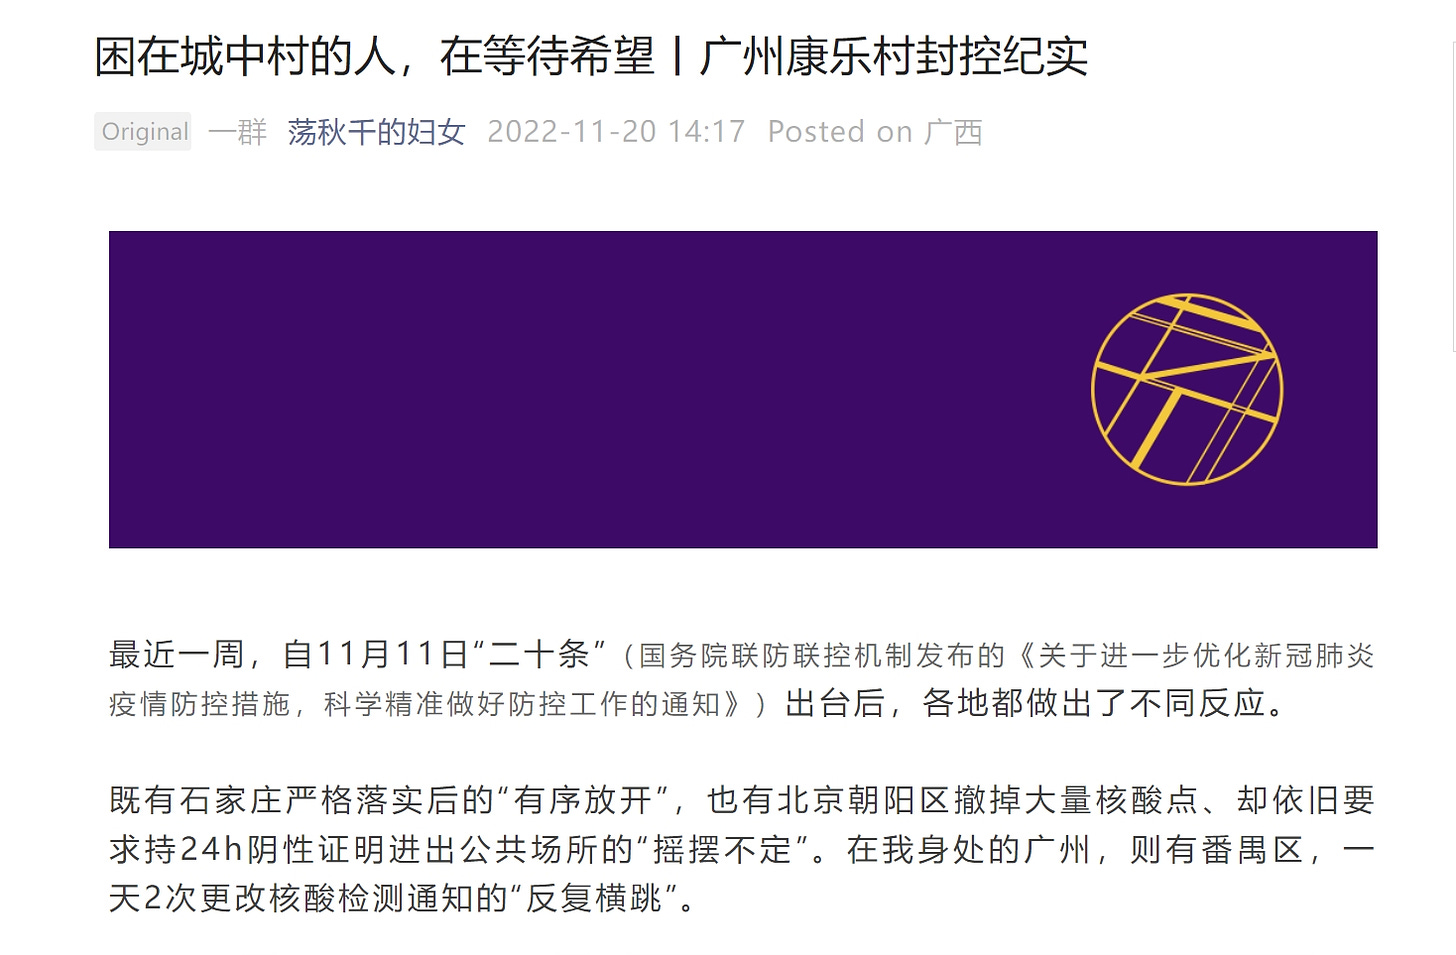 困在城中村的人，在等待希望丨广州康乐村封控纪实
Original 一群 荡秋千的妇女 2022-11-20 14:17 Posted on 广西
最近一周，自11月11日“二十条”（国务院联防联控机制发布的《关于进一步优化新冠肺炎
疫情防控措施，科学精准做好防控工作的通知》）出台后，各地都做出了不同反应。
既有石家庄严格落实后的“有序放开”，也有北京朝阳区撤掉大量核酸点、却依旧要
求持24h阴性证明进出公共场所的“摇摆不定”。在我身处的广州，则有番禺区，一
天2次更改核酸检测通知的“反复横跳”。